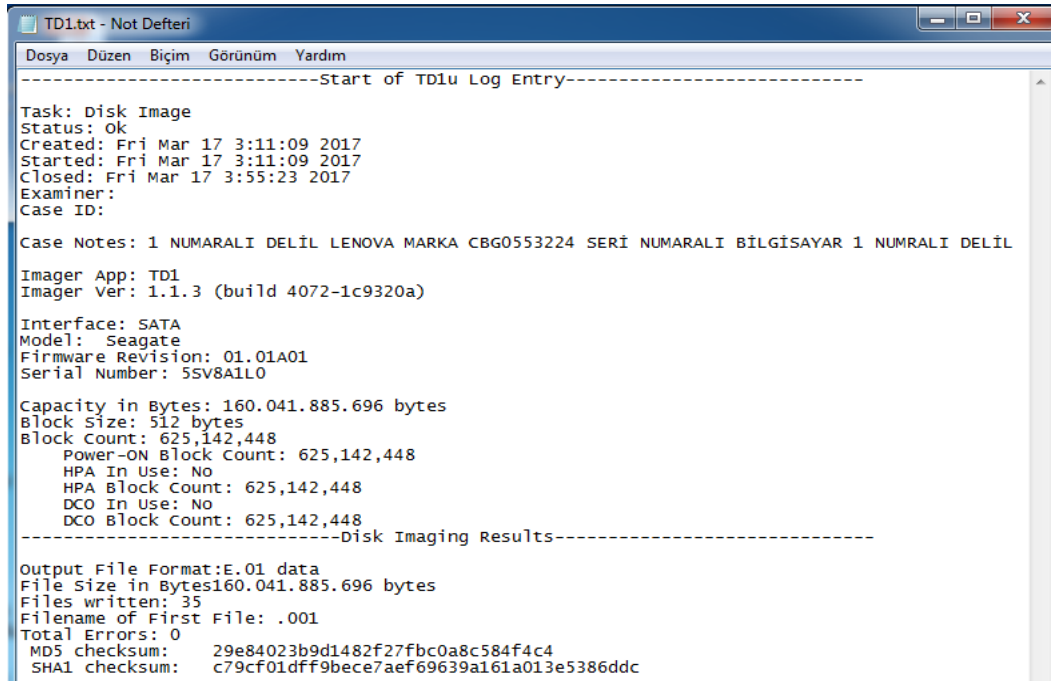 TD1.txt - Not Defteri
Dosya Düzen Biçim Görünüm Yardım
----------------------------Start of TD1u Log Entry----------------------------
Task: Disk Image
Status: Ok
Created: Fri Mar 17 3:11:09 2017
Started: Fri Mar 17 3:11:09 2017
Closed: Fri Mar 17 3:55:23 2017
Examiner:
Case ID:
Case Notes: 1 NUMARALI DELİL LENOVA MARKA CBG0553224 SERİ NUMARALI BİLGİSAYAR 1 NUMRALI DELİL
Imager App: TD1
Imager Ver: 1.1.3 (build 4072-1c9320a)
Interface: SATA
Model:  Seagate
Firmware Revision: 01.01A01
Serial Number: 5SV8A1L0
Capacity in Bytes: 160.041.885.696 bytes
Block Size: 512 bytes
Block Count: 625,142,448
Power-ON Block Count: 625,142,448
HPA In Use: No
HPA Block Count: 625,142,448
DCO In Use: No
DCO Block Count: 625,142,448
------------------------------Disk Imaging Results------------------------------
Output File Format:E.01 data
File Size in Bytes160.041.885.696 bytes
Files written: 35
Filename of First File: .001
Total Errors: 0
MD5 checksum:    29e84023b9d1482f27fbc0a8c584f4c4
SHA1 checksum:   c79cf01dff9bece7aef69639a161a013e5386ddc